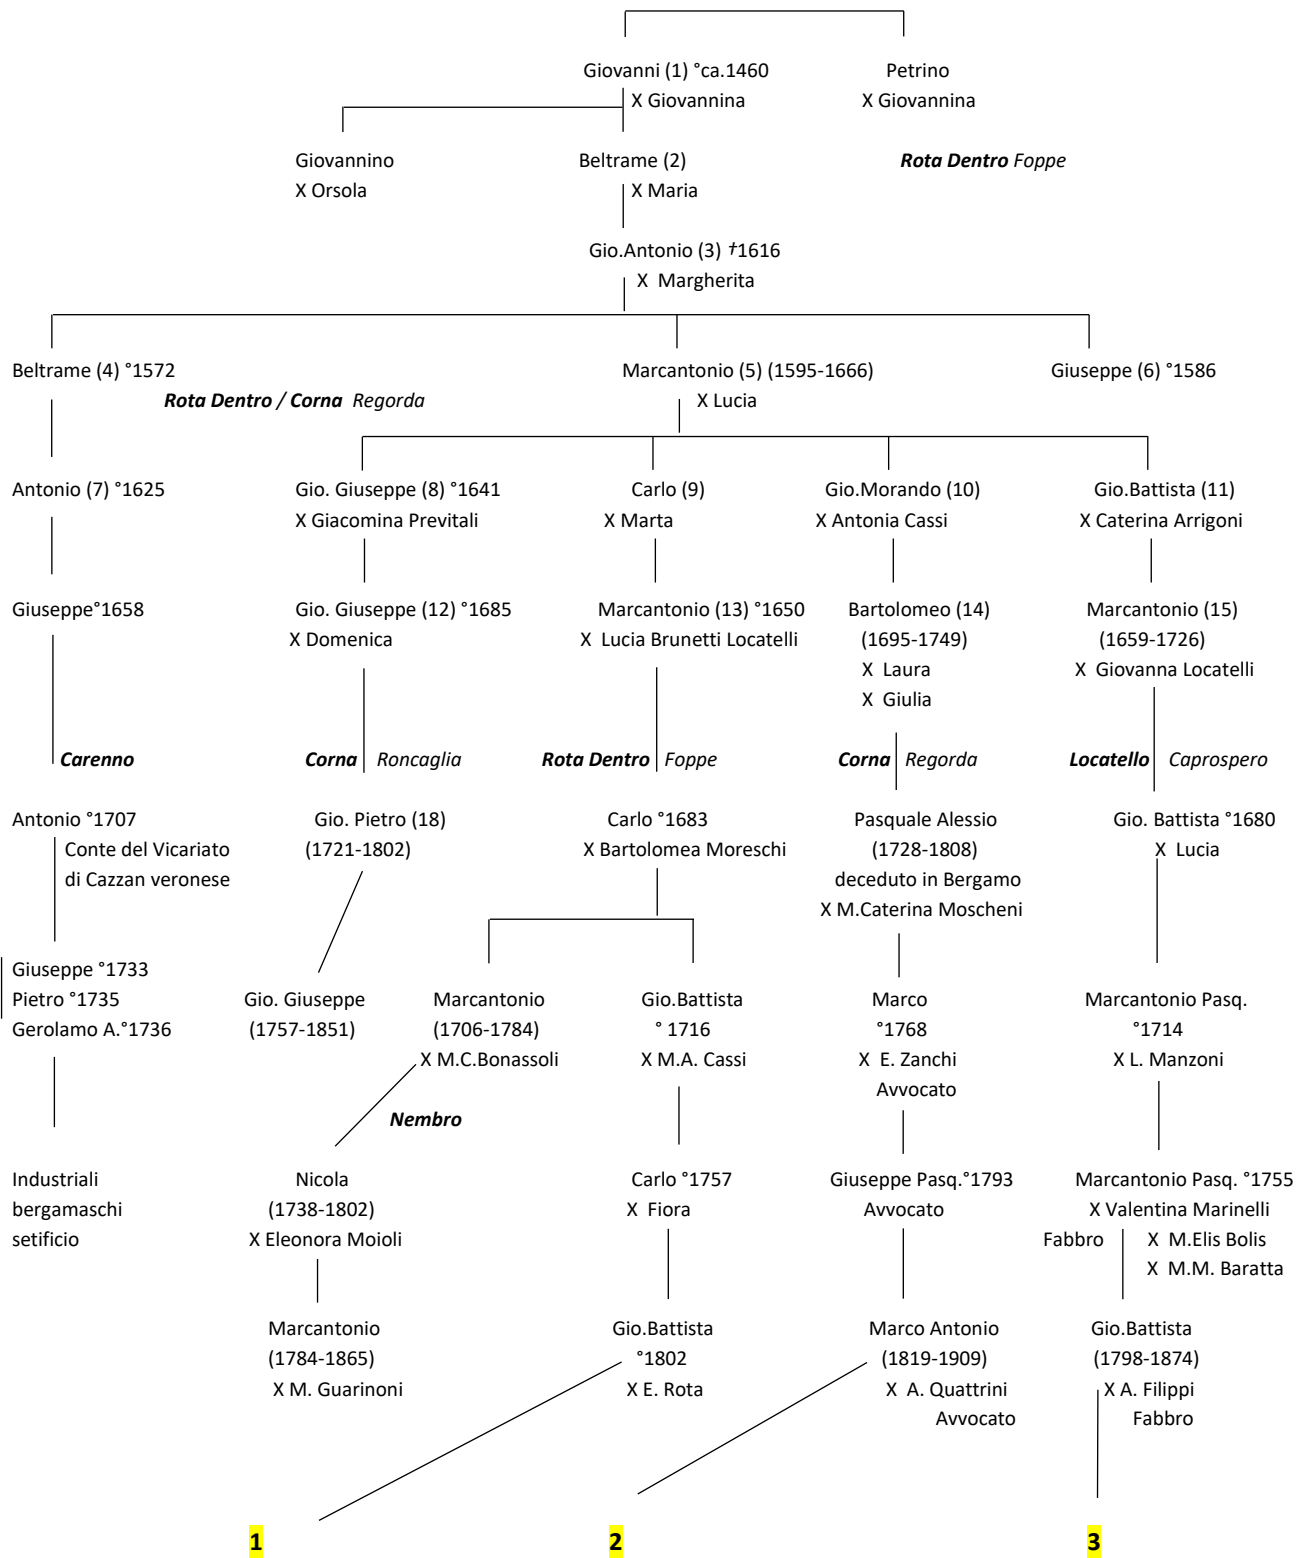 Giovanni (1) °ca.1460 Petrino
X Giovannina X Giovannina
Giovannino Beltrame (2) Rota Dentro Foppe
X Orsola X Maria
Gio.Antonio (3) †1616
X Margherita
Beltrame (4) °1572 Marcantonio (5) (1595-1666) Giuseppe (6) °1586
Rota Dentro / Corna Regorda X Lucia
Antonio (7) °1625 Gio. Giuseppe (8) °1641 Carlo (9) Gio.Morando (10) Gio.Battista (11)
X Giacomina Previtali X Marta X Antonia Cassi X Caterina Arrigoni
Giuseppe°1658 Gio. Giuseppe (12) °1685 Marcantonio (13) °1650 Bartolomeo (14) Marcantonio (15)
X Domenica X Lucia Brunetti Locatelli (1695-1749) (1659-1726)
X Laura X Giovanna Locatelli
X Giulia
Carenno Corna Roncaglia Rota Dentro Foppe Corna Regorda Locatello Caprospero
Antonio °1707 Gio. Pietro (18) Carlo °1683 Pasquale Alessio Gio. Battista °1680
Conte del Vicariato (1721-1802) X Bartolomea Moreschi (1728-1808) X Lucia
di Cazzan veronese deceduto in Bergamo
X M.Caterina Moscheni
Giuseppe °1733
Pietro °1735 Gio. Giuseppe Marcantonio Gio.Battista Marco Marcantonio Pasq.
Gerolamo A.°1736 (1757-1851) (1706-1784) ° 1716 °1768 °1714
X M.C.Bonassoli X M.A. Cassi X E. Zanchi X L. Manzoni
Avvocato
Nembro
Industriali Nicola Carlo °1757 Giuseppe Pasq.°1793 Marcantonio Pasq. °1755
bergamaschi (1738-1802) X Fiora Avvocato X Valentina Marinelli
setificio X Eleonora Moioli Fabbro X M.Elis Bolis
X M.M. Baratta
Marcantonio Gio.Battista Marco Antonio Gio.Battista
(1784-1865) °1802 (1819-1909) (1798-1874)
X M. Guarinoni X E. Rota X A. Quattrini X A. Filippi
Avvocato Fabbro
1 2 3